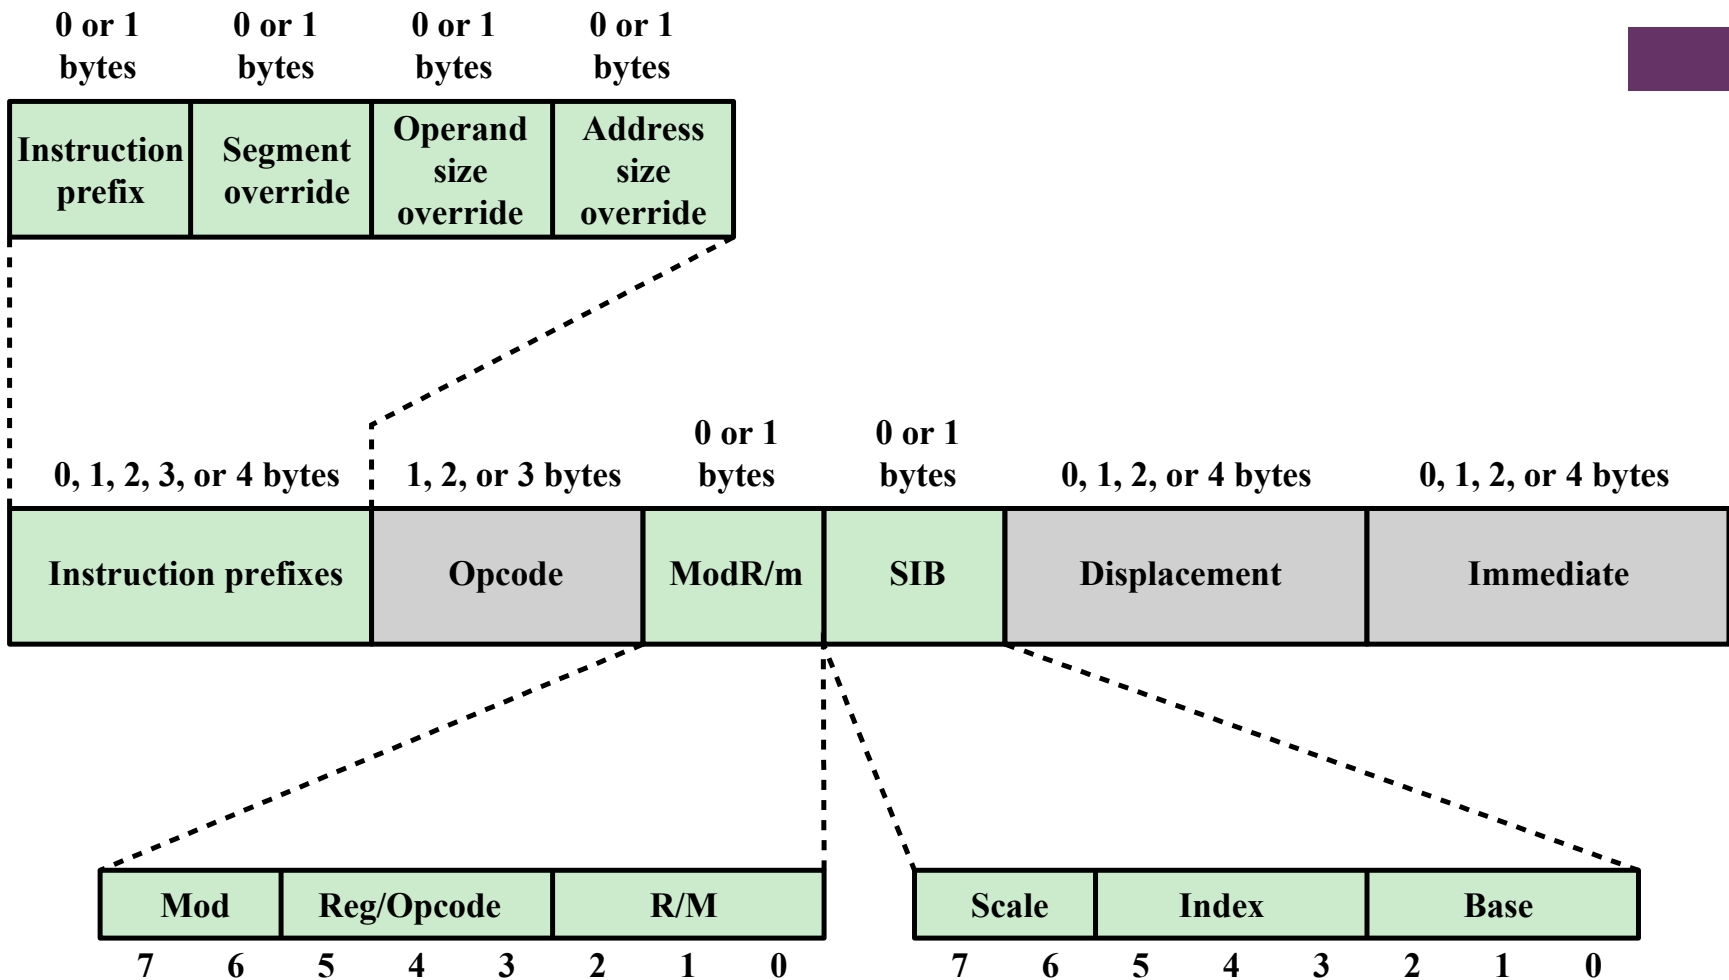 0 or 1 0 or 1 0 or 1 0 or 1
bytes bytes bytes bytes
Instruction prefix
Segment override
Operand size override
Address size override
0 or 1 0 or 1
0, 1, 2, 3, or 4 bytes 1, 2, or 3 bytes bytes bytes 0, 1, 2, or 4 bytes 0, 1, 2, or 4 bytes
Instruction prefixes Opcode ModR/m SIB Displacement Immediate
Mod Reg/Opcode R/M Scale Index Base
7 6 5 4 3 2 1 0 7 6 5 4 3 2 1 0